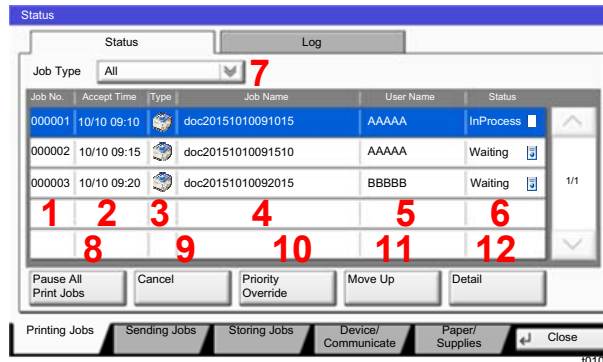 Status
Status Log
Job Type All 7
Job No. Accept Time Type Job Name User Name Status
000001 10/10 09:10 doc20151010091015 AAAAA InProcess
000002 10/10 09:15 doc20151010091510 AAAAA Waiting
000003 10/10 09:20 doc20151010092015 BBBBB Waiting 1/1
1 2 3 4 5 6
8 9 10 11 12
Pause All Cancel Priority Move Up Detail
Print Jobs Override
Printing Jobs Sending Jobs Storing Jobs Device/ Paper/
Communicate Supplies Close